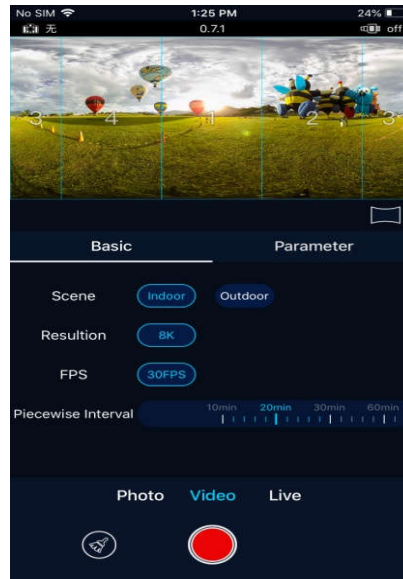 No SIM 1:25 PM 24%
无 0.7.1 off
3 4 1 2 3
Basic Parameter
Scene Indoor Outdoor
Resultion 8K
FPS 30FPS
10min 20min 30min 60min
Piecewise Interval
Photo Video Live